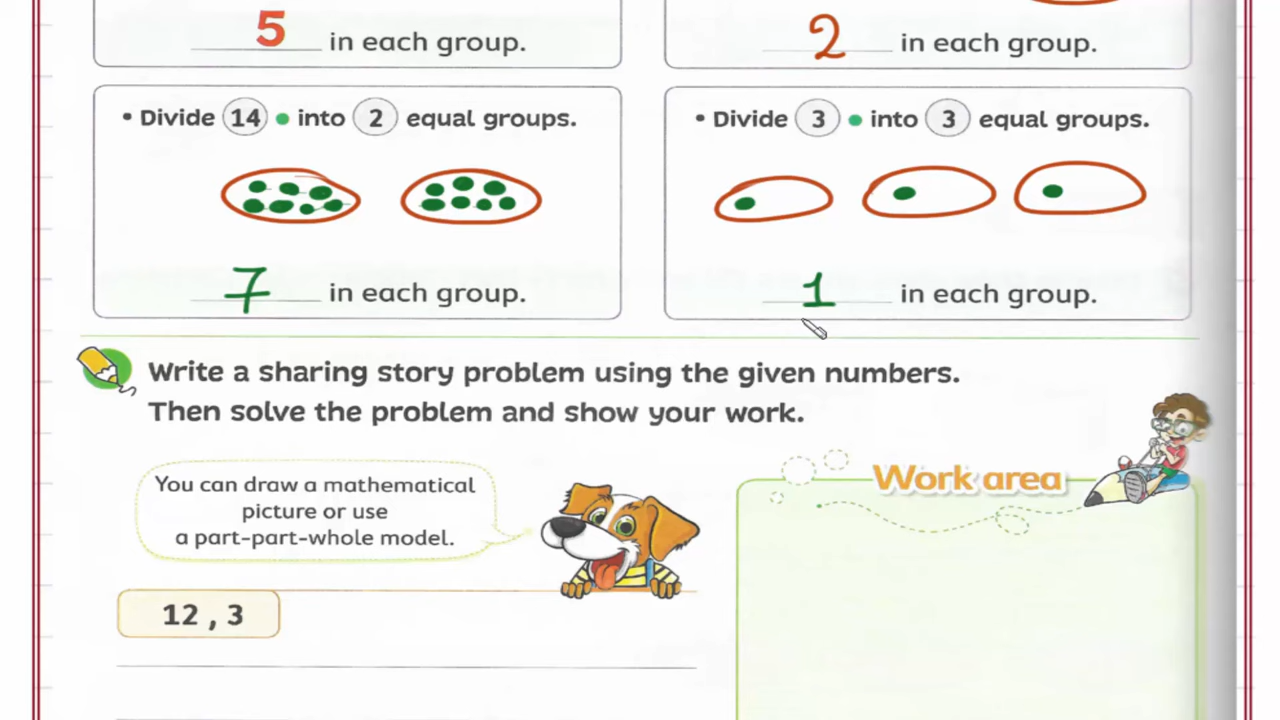 5 in each group.
2 in each group.
• Divide 14 • into 2 equal groups.
7 in each group.
• Divide 3 • into 3 equal groups.
1 in each group.
Write a sharing story problem using the given numbers.
Then solve the problem and show your work.
You can draw a mathematical
picture or use
a part-part-whole model.
Work area
12 , 3